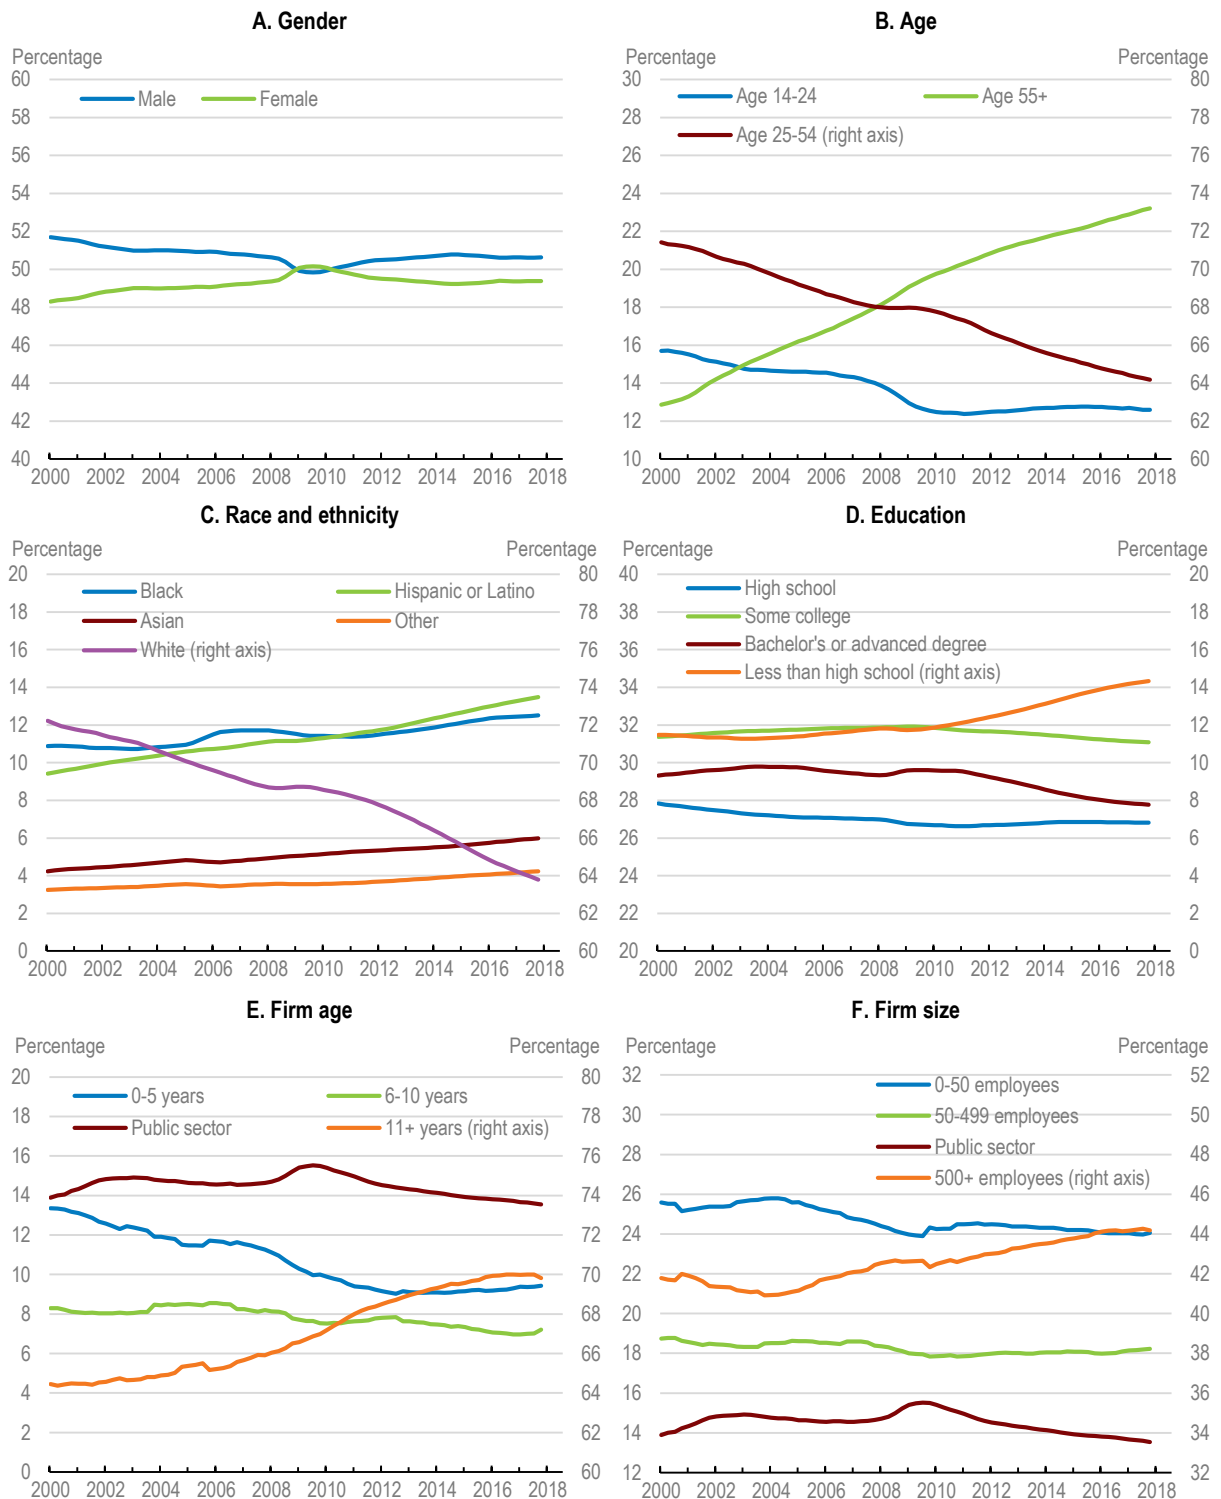 A. Gender
Percentage
60
58
56
54
52
50
48
46
44
42
40
Male
Female
2000 2002 2004 2006 2008 2010 2012 2014 2016 2018
B. Age
Percentage
Percentage
30
28
26
24
22
20
18
16
14
12
10
80
78
76
74
72
70
68
66
64
62
60
Age 14-24
Age 55+
Age 25-54 (right axis)
2000 2002 2004 2006 2008 2010 2012 2014 2016 2018
C. Race and ethnicity
Percentage
Percentage
20
18
16
14
12
10
8
6
4
2
0
80
78
76
74
72
70
68
66
64
62
60
Black
Hispanic or Latino
Asian
Other
White (right axis)
2000 2002 2004 2006 2008 2010 2012 2014 2016 2018
D. Education
Percentage
Percentage
40
38
36
34
32
30
28
26
24
22
20
20
18
16
14
12
10
8
6
4
2
0
High school
Some college
Bachelor's or advanced degree
Less than high school (right axis)
2000 2002 2004 2006 2008 2010 2012 2014 2016 2018
E. Firm age
Percentage
Percentage
20
18
16
14
12
10
8
6
4
2
0
80
78
76
74
72
70
68
66
64
62
60
0-5 years
6-10 years
Public sector
11+ years (right axis)
2000 2002 2004 2006 2008 2010 2012 2014 2016 2018
F. Firm size
Percentage
Percentage
32
30
28
26
24
22
20
18
16
14
12
52
50
48
46
44
42
40
38
36
34
32
0-50 employees
50-499 employees
Public sector
500+ employees (right axis)
2000 2002 2004 2006 2008 2010 2012 2014 2016 2018